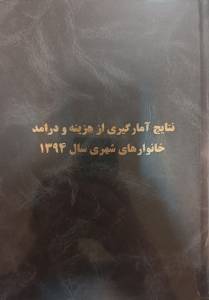 نتایج آمارگیری از هزینه و درامد
خانوارهای شهری سال ۱۳۹۴